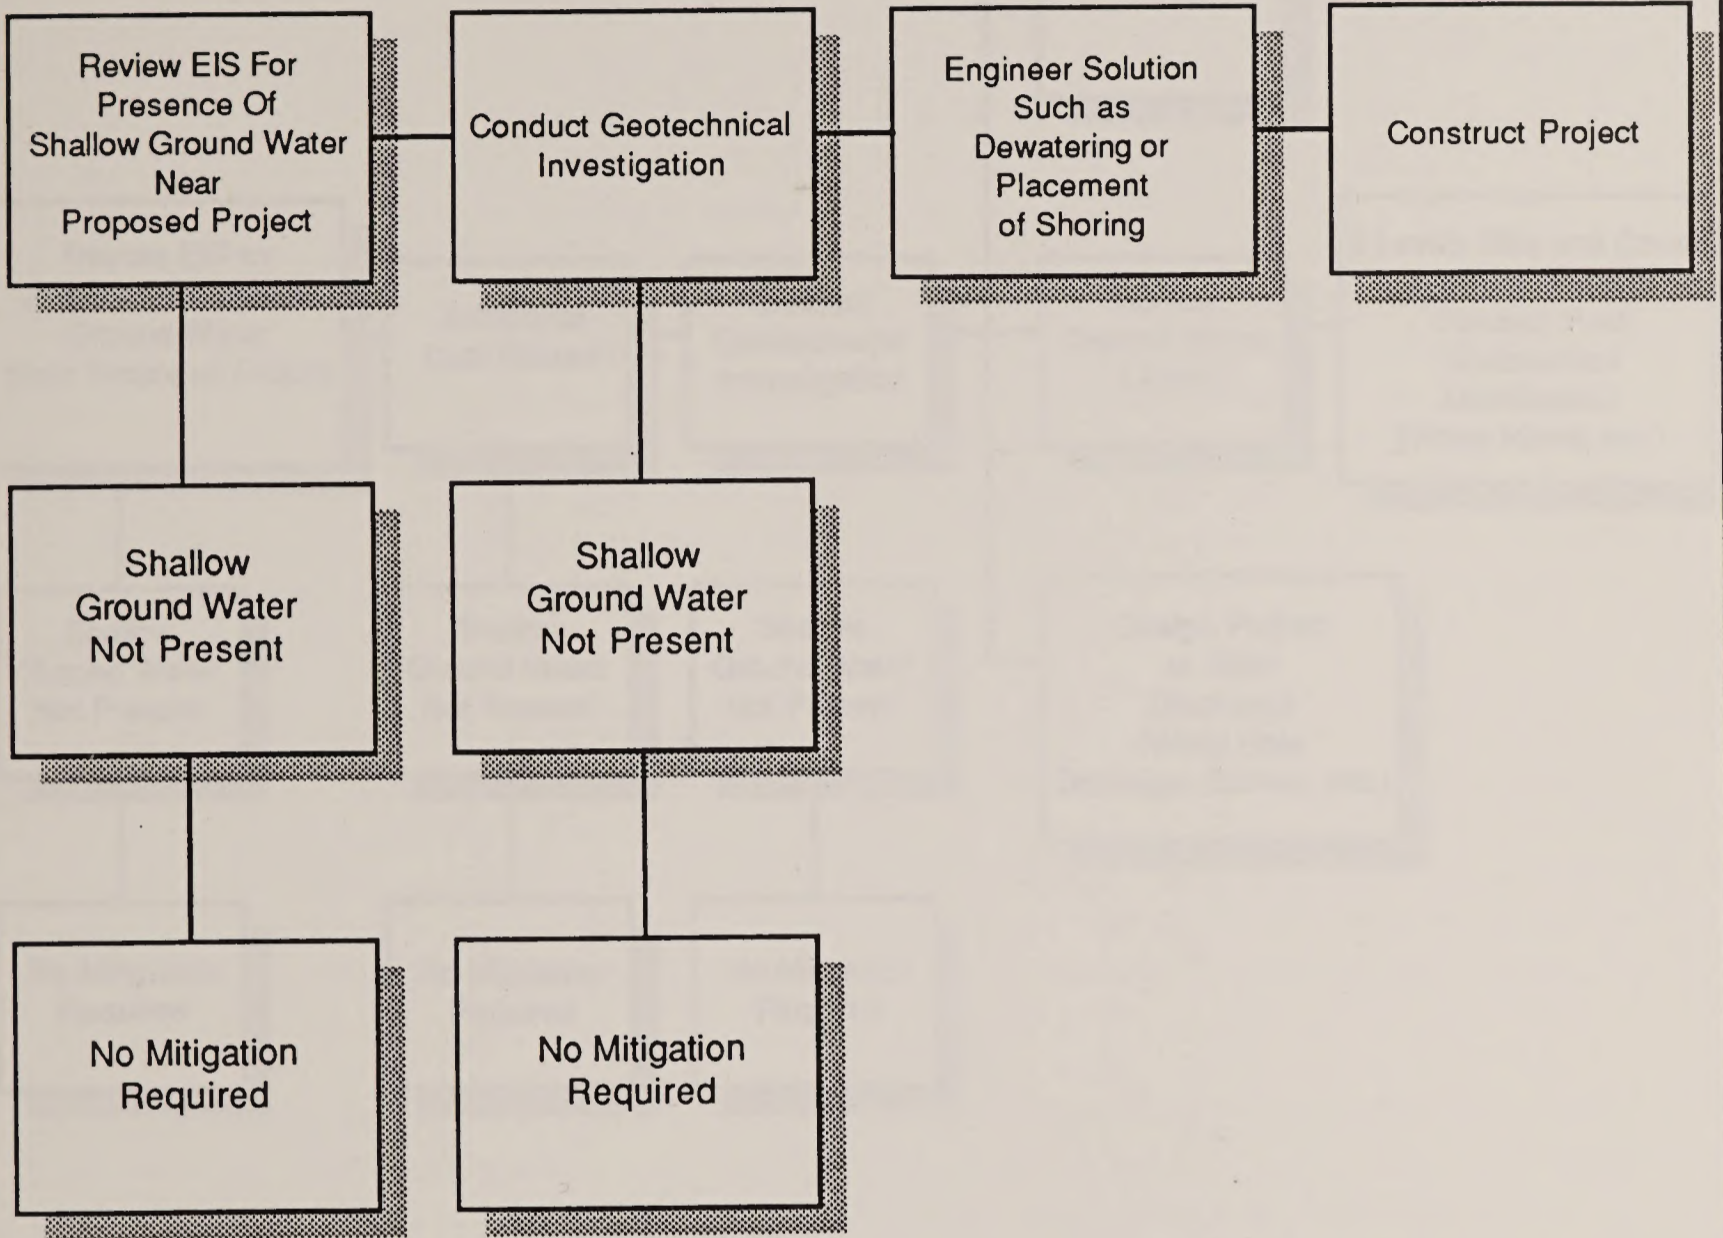 Review EIS For
Presence Of
Shallow Ground Water
Near
Proposed Project
Conduct Geotechnical
Investigation
Engineer Solution
Such as
Dewatering or
Placement
of Shoring
Construct Project
Shallow
Ground Water
Not Present
Shallow
Ground Water
Not Present
No Mitigation
Required
No Mitigation
Required